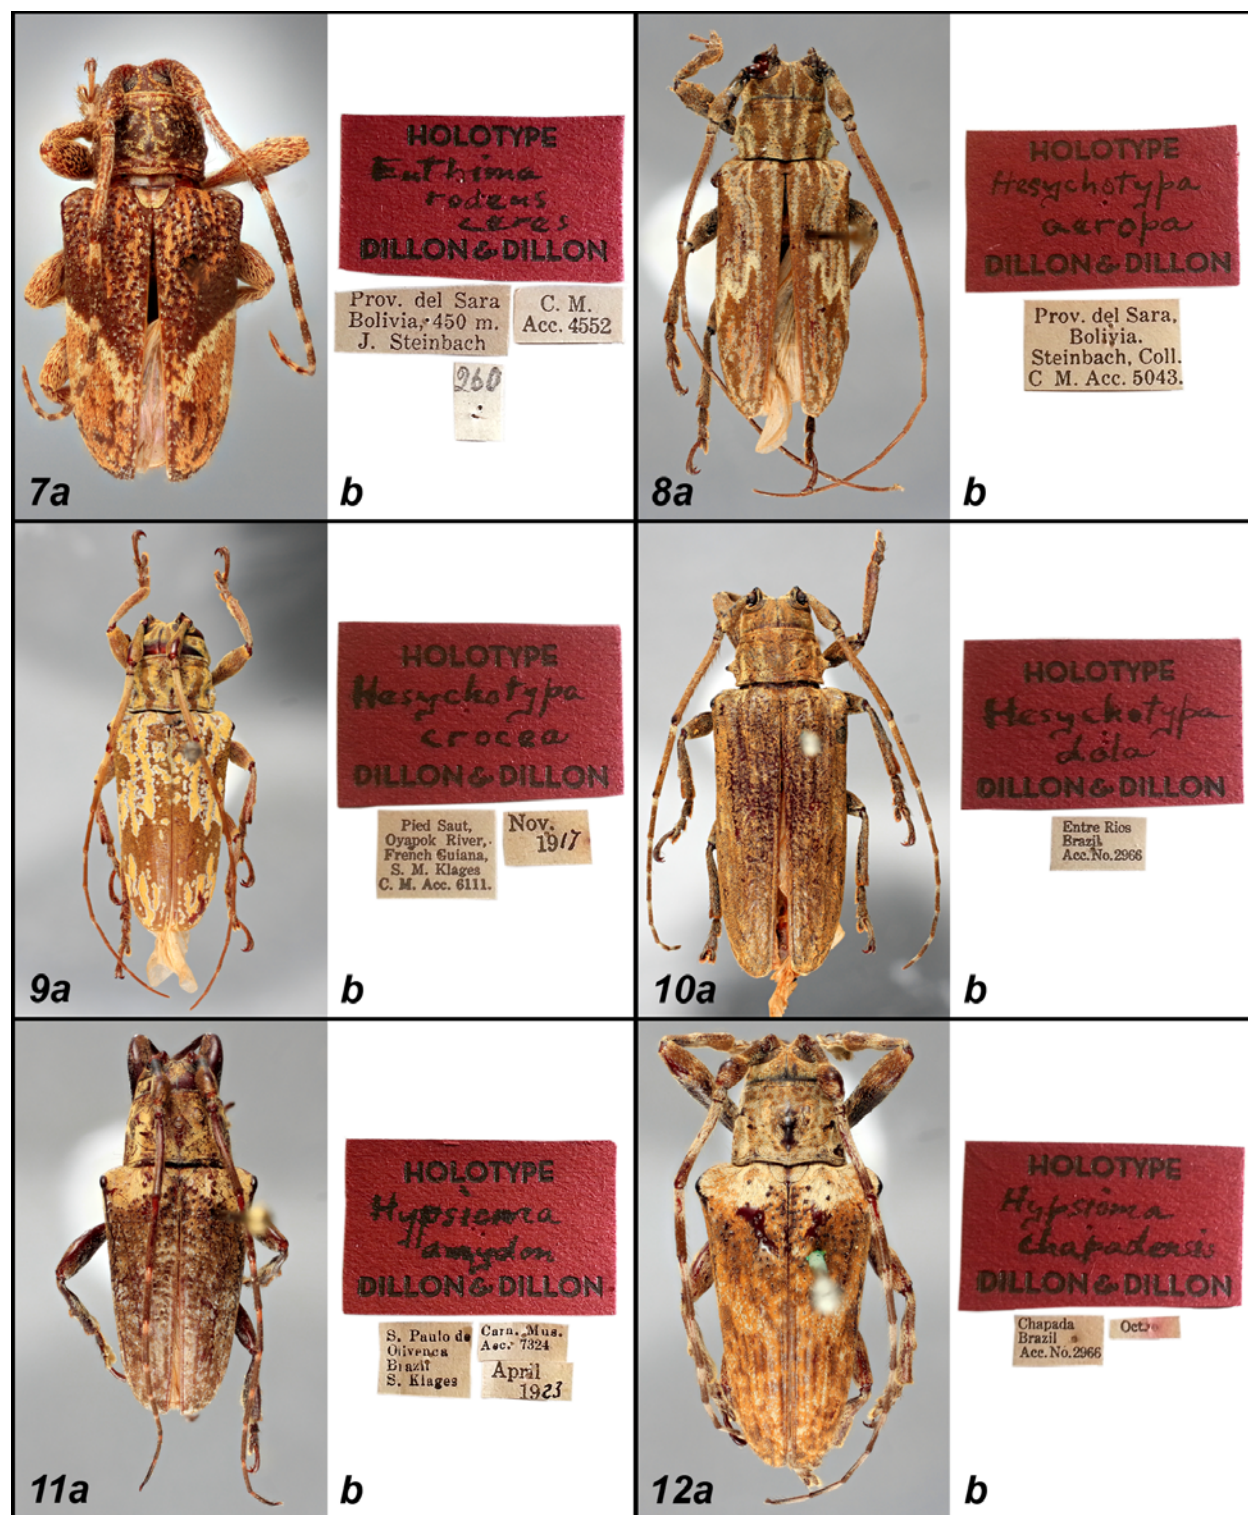 HOLOTYPE
Euthima
rodens
ceres
DILLON & DILLON
Prov. del Sara
Bolivia, 450 m.
J. Steinbach
C. M.
Acc. 4552
260
7a
b
HOLOTYPE
Hesychotypa
aeropa
DILLON & DILLON
Prov. del Sara,
Bolivia.
Steinbach, Coll.
C M. Acc. 5043.
8a
b
HOLOTYPE
Hesychotypa
crocea
DILLON & DILLON
Pied Saut,
Oyapok River,
French Guiana,
S. M. Klages
C. M. Acc. 6111.
Nov.
1917
9a
b
HOLOTYPE
Hesychotypa
dola
DILLON & DILLON
Entre Rios
Brazil
Acc. No. 2966
10a
b
HOLOTYPE
Hypsioma
amydon
DILLON & DILLON
S. Paulo de
Olivenca
Brazil
S. Klages
Carn. Mus.
Acc. 7324
April
1923
11a
b
HOLOTYPE
Hypsioma
chapadensis
DILLON & DILLON
Chapada
Brazil
Acc. No. 2966
Oct.
12a
b